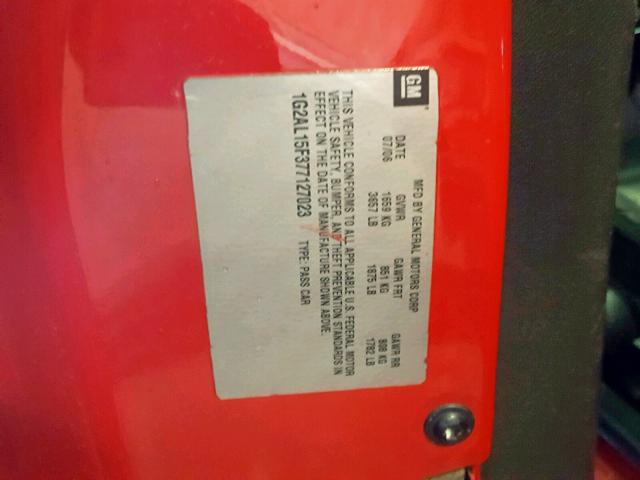 GM
MFD BY GENERAL MOTORS CORP
DATE GVWR GAWR FRT GAWR RR
07/06 1659 KG 851 KG 808 KG
3657 LB 1875 LB 1782 LB
THIS VEHICLE CONFORMS TO ALL APPLICABLE U.S. FEDERAL MOTOR
VEHICLE SAFETY, BUMPER, AND THEFT PREVENTION STANDARDS IN
EFFECT ON THE DATE OF MANUFACTURE SHOWN ABOVE.
1G2AL15F377127023 TYPE: PASS CAR